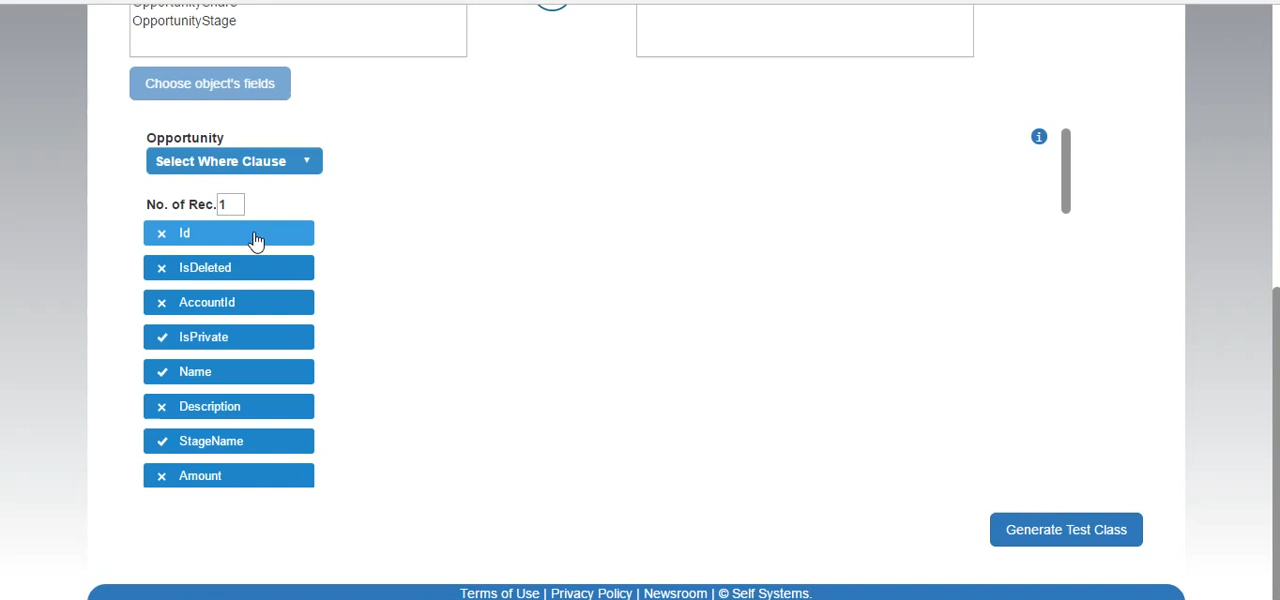 OpportunityShare
OpportunityStage
Choose object's fields
Opportunity
Select Where Clause
No. of Rec. 1
Id
IsDeleted
AccountId
IsPrivate
Name
Description
StageName
Amount
Generate Test Class
Terms of Use | Privacy Policy | Newsroom | © Self Systems.